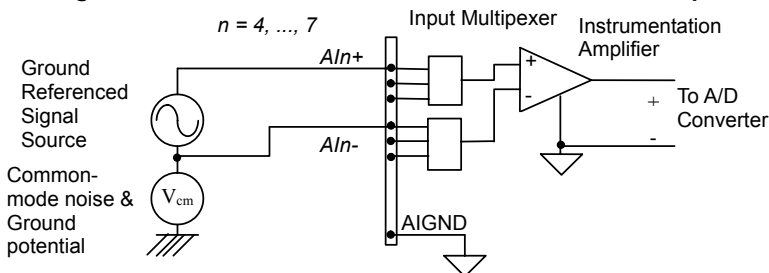 n = 4, ..., 7
Input Multipexer
Instrumentation
Amplifier
AIn+
Ground
Referenced
Signal
Source
+
-
To A/D
Converter
+
-
AIn-
Common-
mode noise &
Ground
potential
Vcm
AIGND